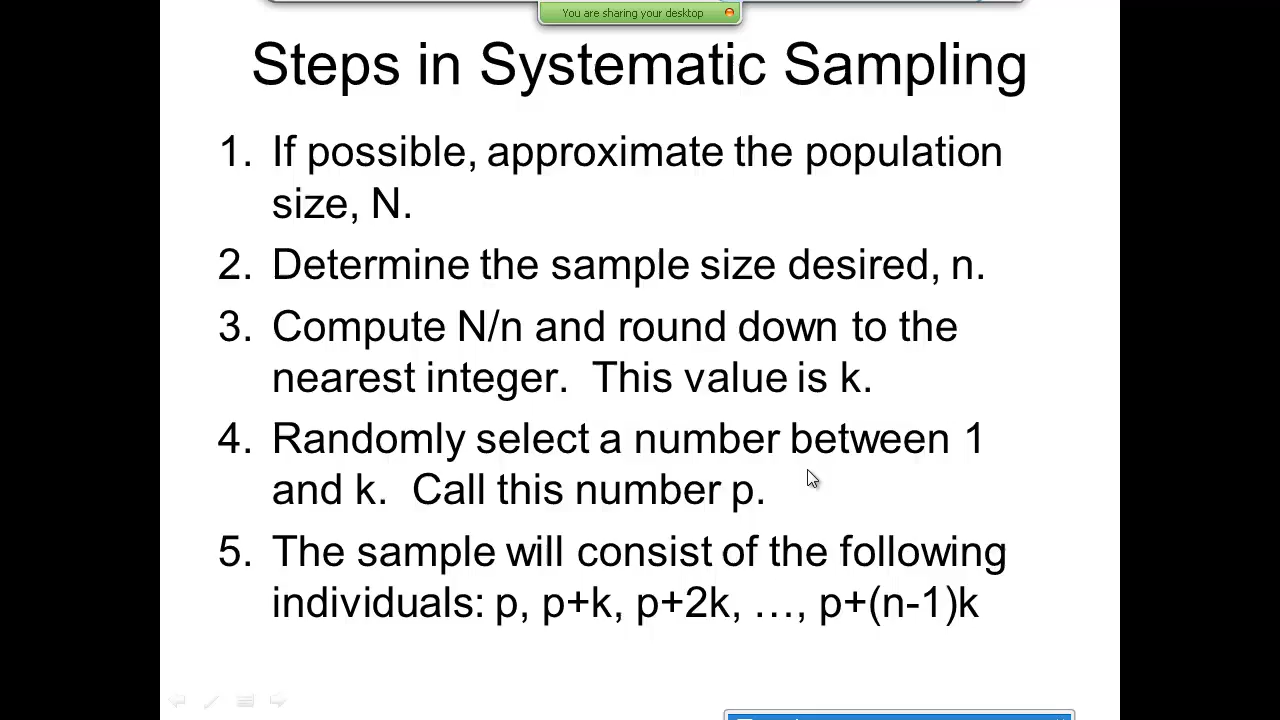 You are sharing your desktop
Steps in Systematic Sampling
1. If possible, approximate the population
size, N.
2. Determine the sample size desired, n.
3. Compute N/n and round down to the
nearest integer.  This value is k.
4. Randomly select a number between 1
and k.  Call this number p.
5. The sample will consist of the following
individuals: p, p+k, p+2k, …, p+(n-1)k